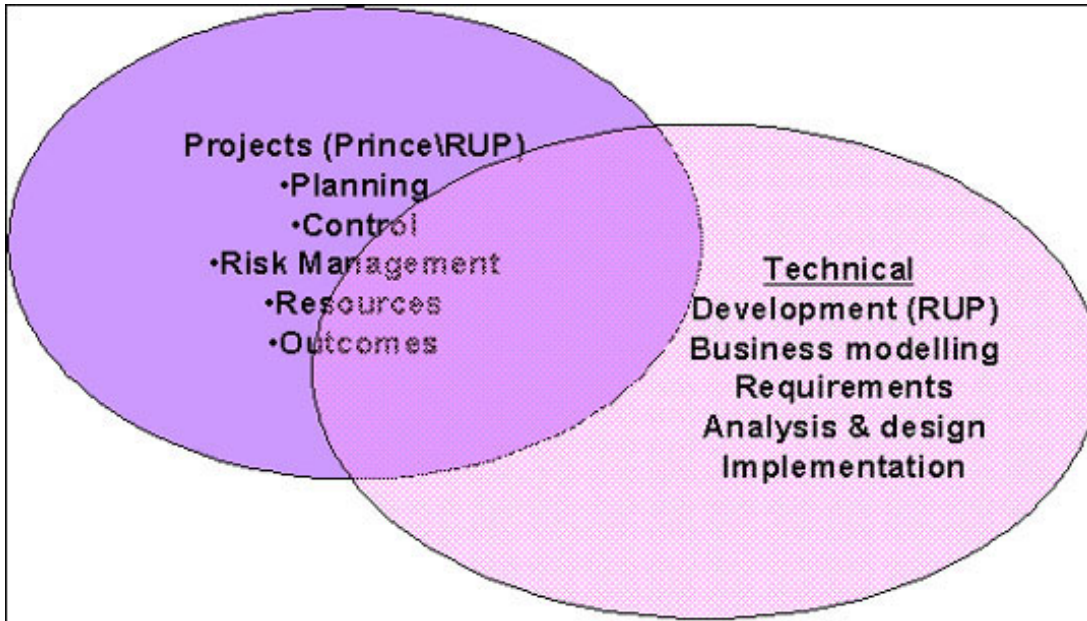 Projects (Prince\RUP)
•Planning
•Control
•Risk Management
•Resources
•Outcomes
Technical
Development (RUP)
Business modelling
Requirements
Analysis & design
Implementation